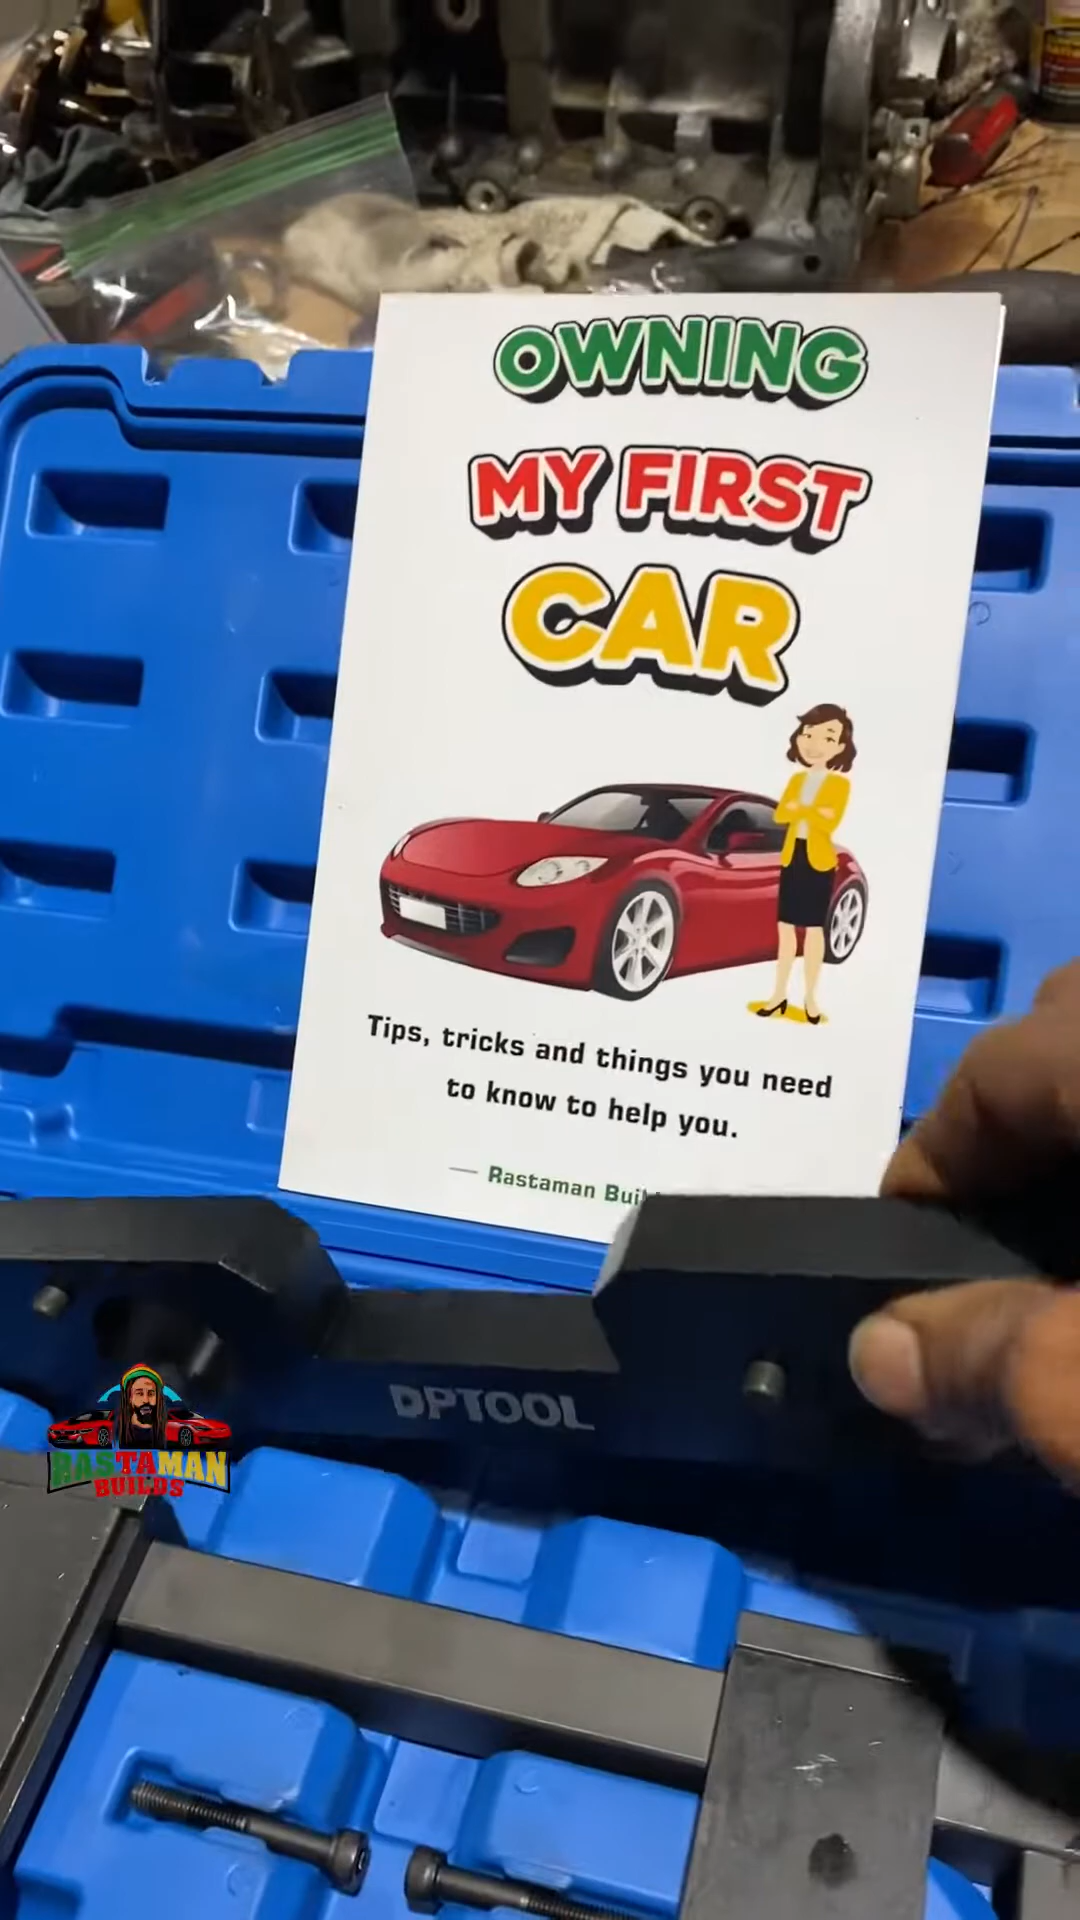 OWNING
MY FIRST
CAR
Tips, tricks and things you need
to know to help you.
— Rastaman Buil
DPTOOL
RASTAMAN
BUILDS